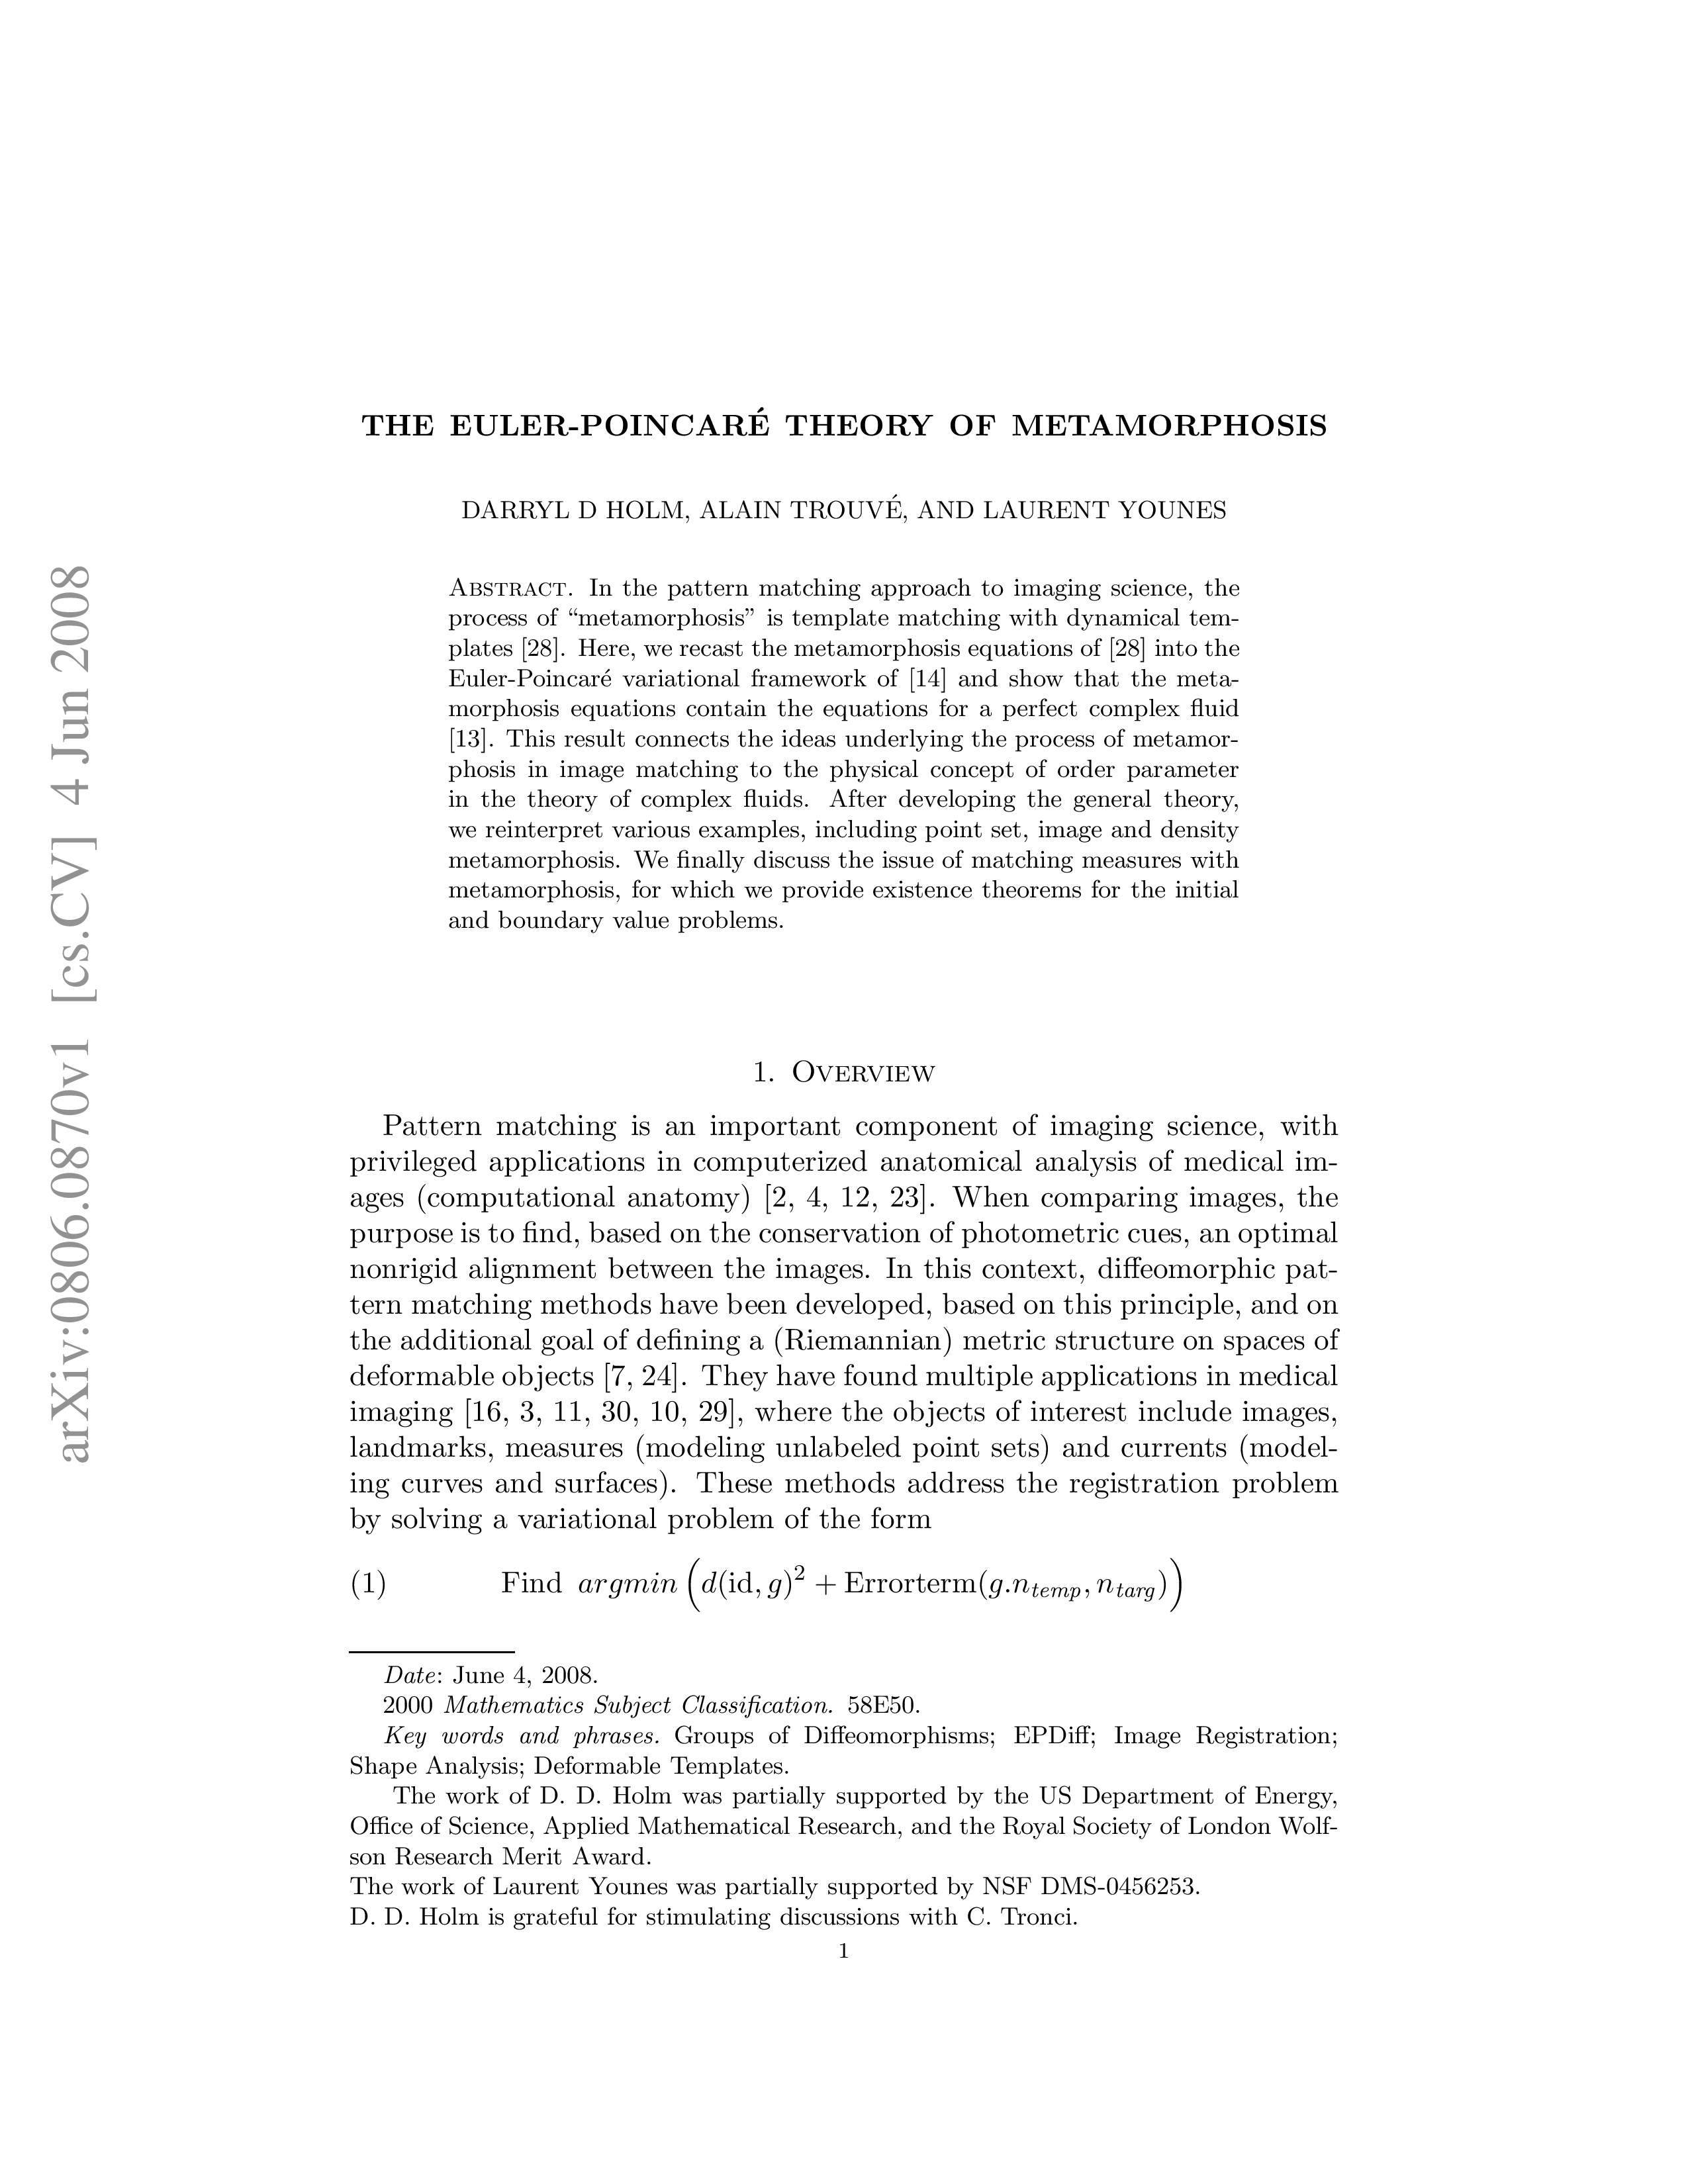 arXiv:0806.0870v1 [cs.CV] 4 Jun 2008
THE EULER-POINCARÉ THEORY OF METAMORPHOSIS
DARRYL D HOLM, ALAIN TROUVÉ, AND LAURENT YOUNES
Abstract. In the pattern matching approach to imaging science, the
process of “metamorphosis” is template matching with dynamical tem-
plates [28]. Here, we recast the metamorphosis equations of [28] into the
Euler-Poincaré variational framework of [14] and show that the meta-
morphosis equations contain the equations for a perfect complex fluid
[13]. This result connects the ideas underlying the process of metamor-
phosis in image matching to the physical concept of order parameter
in the theory of complex fluids. After developing the general theory,
we reinterpret various examples, including point set, image and density
metamorphosis. We finally discuss the issue of matching measures with
metamorphosis, for which we provide existence theorems for the initial
and boundary value problems.
1. Overview
Pattern matching is an important component of imaging science, with
privileged applications in computerized anatomical analysis of medical im-
ages (computational anatomy) [2, 4, 12, 23]. When comparing images, the
purpose is to find, based on the conservation of photometric cues, an optimal
nonrigid alignment between the images. In this context, diffeomorphic pat-
tern matching methods have been developed, based on this principle, and on
the additional goal of defining a (Riemannian) metric structure on spaces of
deformable objects [7, 24]. They have found multiple applications in medical
imaging [16, 3, 11, 30, 10, 29], where the objects of interest include images,
landmarks, measures (modeling unlabeled point sets) and currents (model-
ing curves and surfaces). These methods address the registration problem
by solving a variational problem of the form
(1) Find argmin (d(id, g)² + Errorterm(g.n_temp, n_targ))
Date: June 4, 2008.
2000 Mathematics Subject Classification. 58E50.
Key words and phrases. Groups of Diffeomorphisms; EPDiff; Image Registration;
Shape Analysis; Deformable Templates.
The work of D. D. Holm was partially supported by the US Department of Energy,
Office of Science, Applied Mathematical Research, and the Royal Society of London Wolf-
son Research Merit Award.
The work of Laurent Younes was partially supported by NSF DMS-0456253.
D. D. Holm is grateful for stimulating discussions with C. Tronci.
1